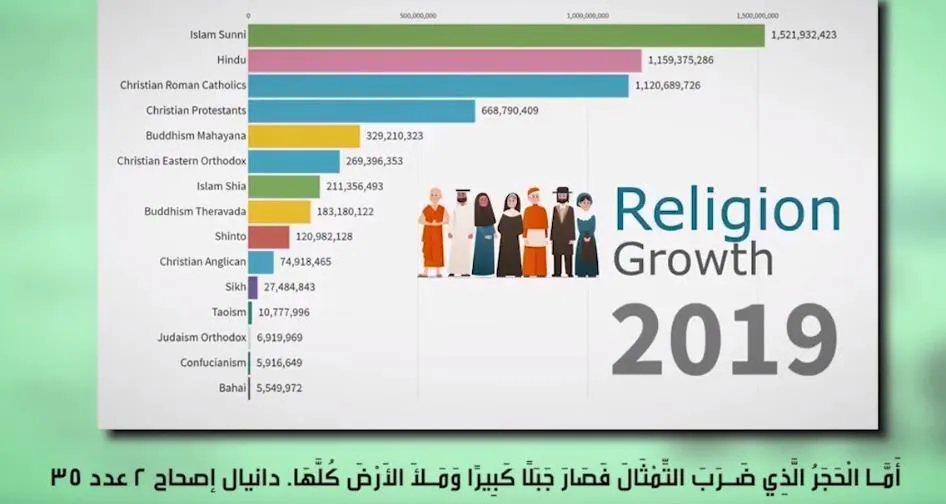 0 500,000,000 1,000,000,000 1,500,000,000
Islam Sunni 1,521,932,423
Hindu 1,159,375,286
Christian Roman Catholics 1,120,689,726
Christian Protestants 668,790,409
Buddhism Mahayana 329,210,323
Christian Eastern Orthodox 269,396,353
Islam Shia 211,356,493
Buddhism Theravada 183,180,122
Shinto 120,982,128
Christian Anglican 74,918,465
Sikh 27,484,843
Taoism 10,777,996
Judaism Orthodox 6,919,969
Confucianism 5,916,649
Bahai 5,549,972
Religion
Growth
2019
أَمَّا الْحَجَرُ الَّذِي ضَرَبَ التِّمْثَالَ فَصَارَ جَبَلًا كَبِيرًا وَمَلأَ الأَرْضَ كُلَّهَا. دانيال إصحاح ٢ عدد ٣٥